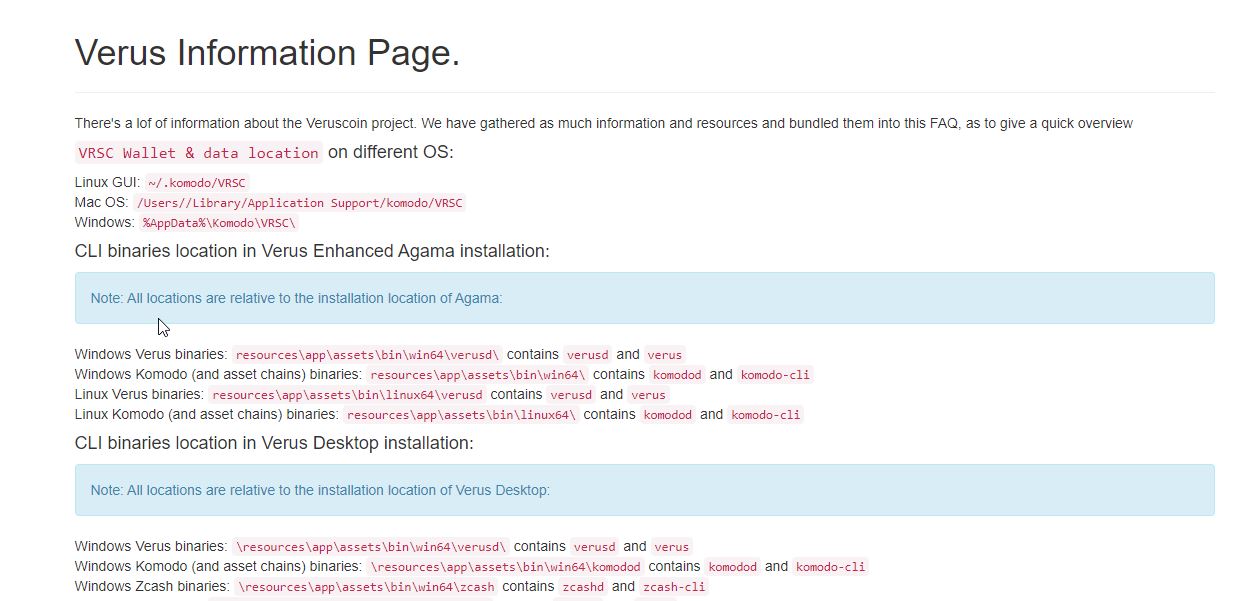 Verus Information Page.
There's a lof of information about the Veruscoin project. We have gathered as much information and resources and bundled them into this FAQ, as to give a quick overview
VRSC Wallet & data location on different OS:
Linux GUI: ~/.komodo/VRSC
Mac OS: /Users//Library/Application Support/komodo/VRSC
Windows: %AppData%\Komodo\VRSC\
CLI binaries location in Verus Enhanced Agama installation:
Note: All locations are relative to the installation location of Agama:
Windows Verus binaries: resources\app\assets\bin\win64\verusd\ contains verusd and verus
Windows Komodo (and asset chains) binaries: resources\app\assets\bin\win64\ contains komodod and komodo-cli
Linux Verus binaries: resources\app\assets\bin\linux64\verusd contains verusd and verus
Linux Komodo (and asset chains) binaries: resources\app\assets\bin\linux64\ contains komodod and komodo-cli
CLI binaries location in Verus Desktop installation:
Note: All locations are relative to the installation location of Verus Desktop:
Windows Verus binaries: \resources\app\assets\bin\win64\verusd\ contains verusd and verus
Windows Komodo (and asset chains) binaries: \resources\app\assets\bin\win64\komodod contains komodod and komodo-cli
Windows Zcash binaries: \resources\app\assets\bin\win64\zcash contains zcashd and zcash-cli